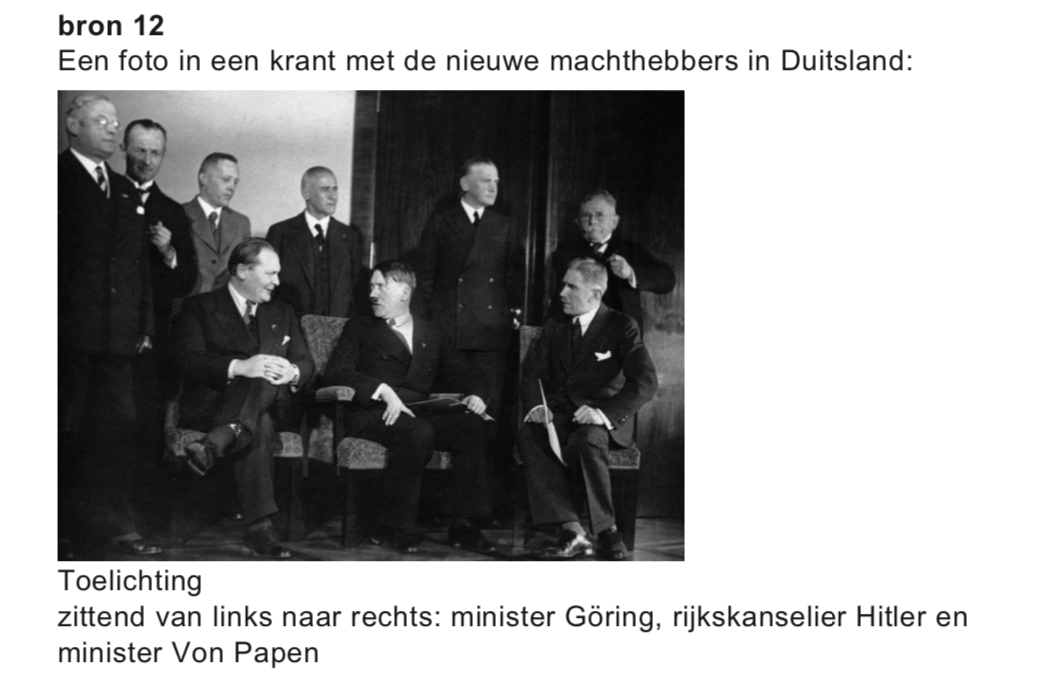 bron 12
Een foto in een krant met de nieuwe machthebbers in Duitsland:
Toelichting
zittend van links naar rechts: minister Göring, rijkskanselier Hitler en
minister Von Papen